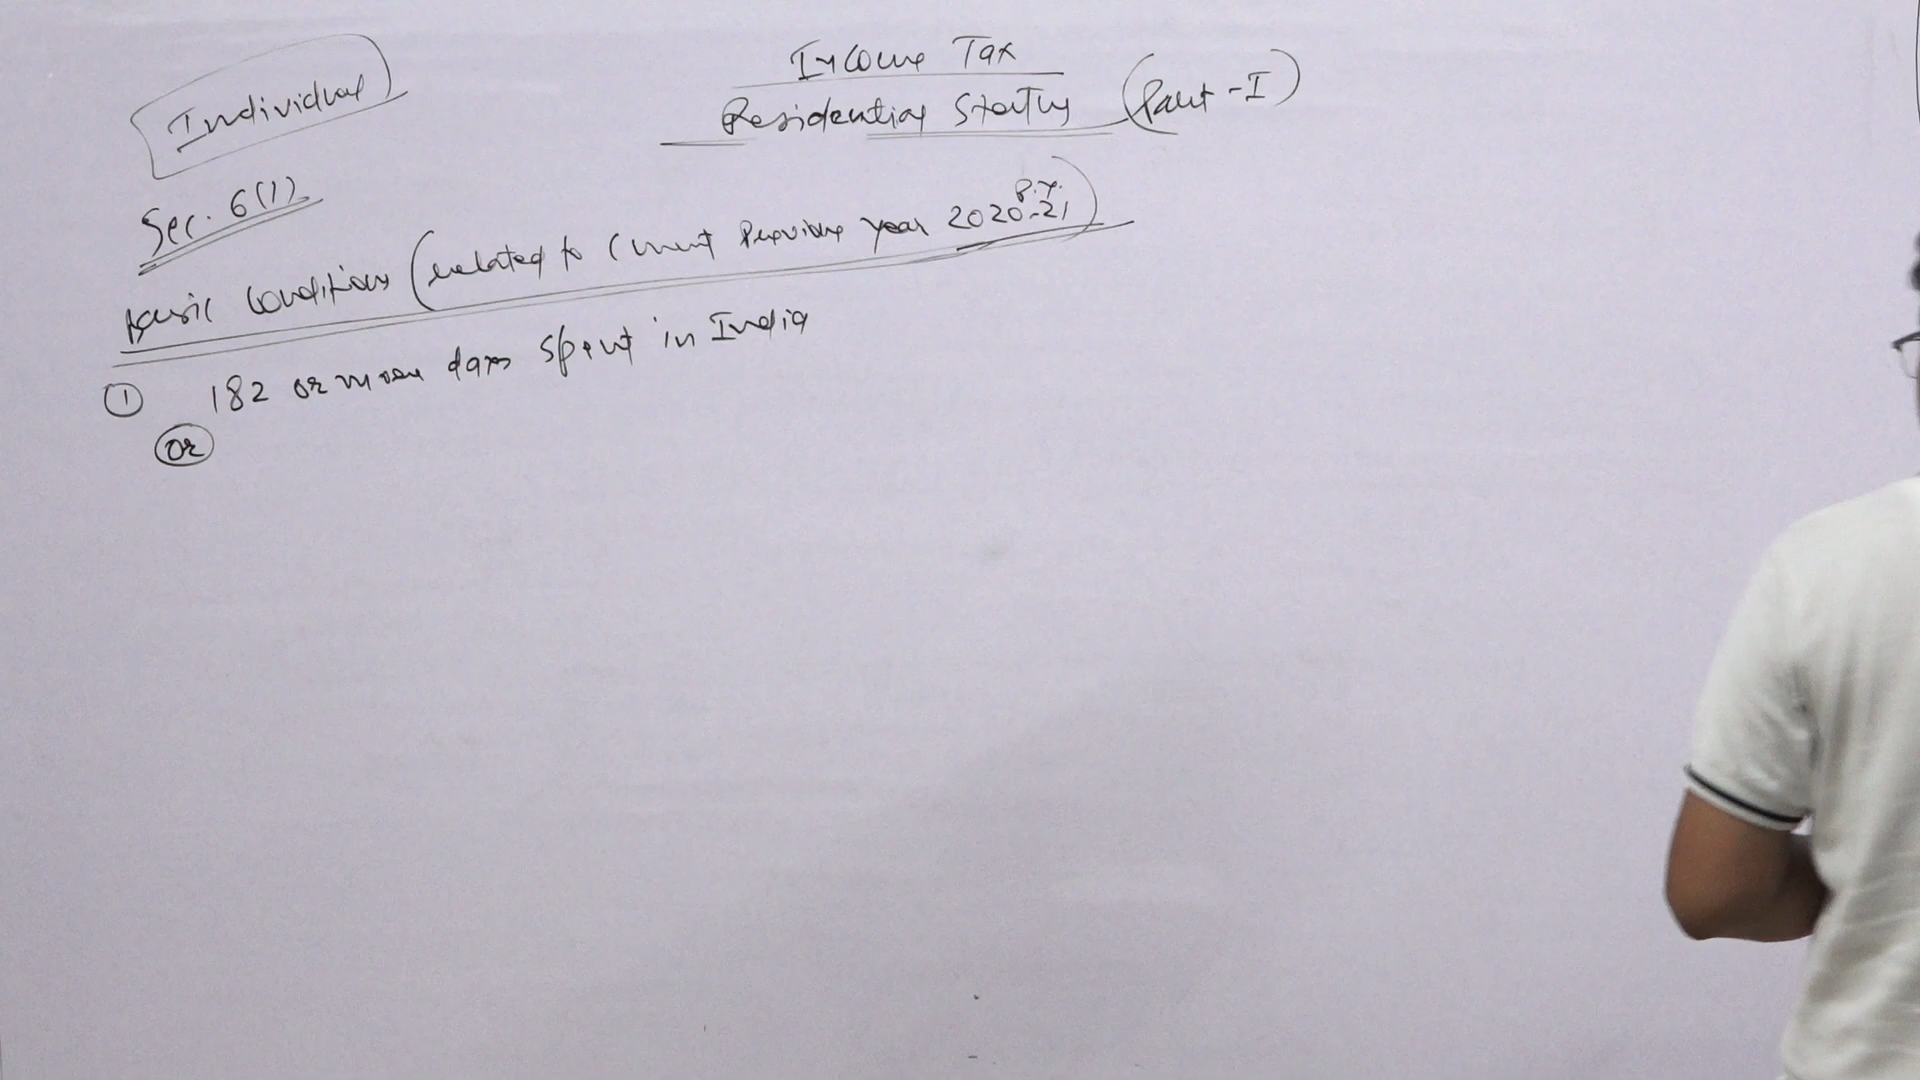 Income Tax
Residential Status (Part-I)
Individual
Sec. 6(1)
P.Y.
Basic Conditions (related to Current Previous year 2020-21)
① 182 or more days spent in India
or